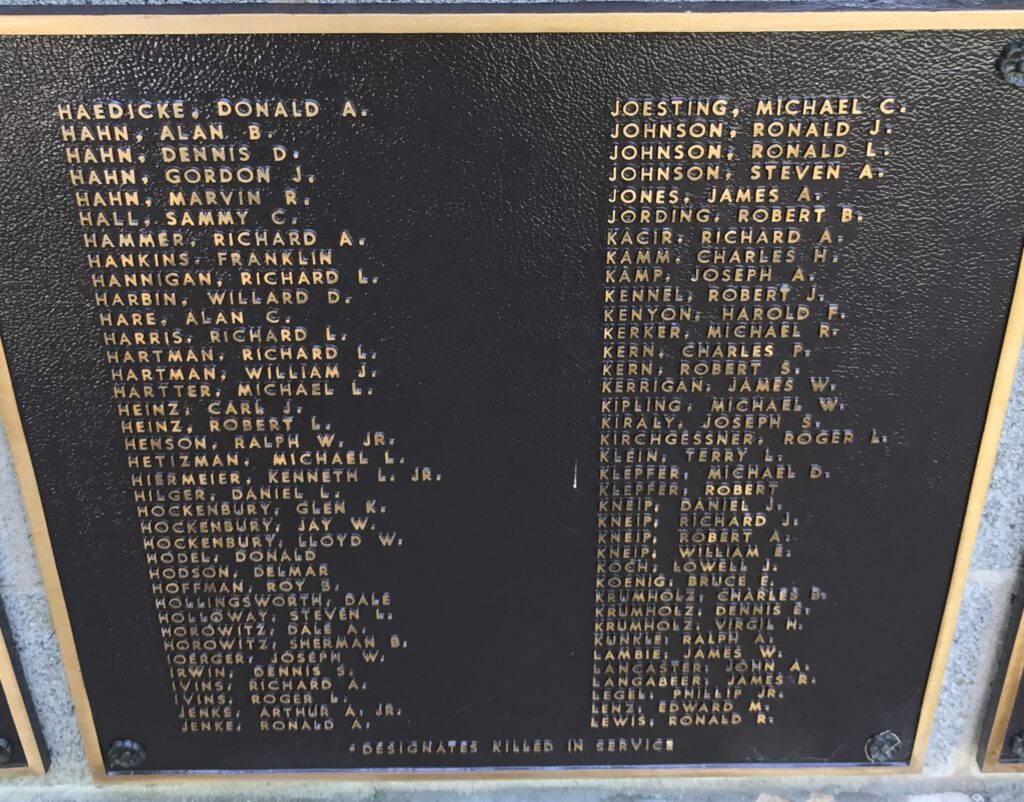 HAEDICKE, DONALD A.
HAHN, ALAN B.
HAHN, DENNIS D.
HAHN, GORDON J.
HAHN, MARVIN R.
HALL, SAMMY C.
HAMMER, RICHARD A.
HANKINS, FRANKLIN
HANNIGAN, RICHARD L.
HARBIN, WILLARD D.
HARE, ALAN C.
HARRIS, RICHARD L.
HARTMAN, RICHARD L.
HARTMAN, WILLIAM J.
HARTTER, MICHAEL L.
HEINZ, CARL J.
HEINZ, ROBERT L.
HENSON, RALPH W. JR.
HETIZMAN, MICHAEL L.
HIERMEIER, KENNETH L. JR.
HILGER, DANIEL L.
HOCKENBURY, GLEN K.
HOCKENBURY, JAY W.
HOCKENBURY, LLOYD W.
HODEL, DONALD
HODSON, DELMAR
HOFFMAN, ROY B.
HOLLINGSWORTH, DALE
HOLLOWAY, STEVEN L.
HOROWITZ, DALE A.
HOROWITZ, SHERMAN B.
IOERGER, JOSEPH W.
IRWIN, DENNIS S.
IVINS, RICHARD A.
IVINS, ROGER L.
JENKE, ARTHUR A. JR.
JENKE, RONALD A.
JOESTING, MICHAEL C.
JOHNSON, RONALD J.
JOHNSON, RONALD L.
JOHNSON, STEVEN A.
JONES, JAMES A.
JORDING, ROBERT B.
KACIR, RICHARD A.
KAMM, CHARLES H.
KAMP, JOSEPH A.
KENNEL, ROBERT J.
KENYON, HAROLD F.
KERKER, MICHAEL R.
KERN, CHARLES P.
KERN, ROBERT S.
KERRIGAN, JAMES W.
KIPLING, MICHAEL W.
KIRALY, JOSEPH S.
KIRCHGESSNER, ROGER L.
KLEIN, TERRY L.
KLEPFER, MICHAEL D.
KLEPFER, ROBERT
KNEIP, DANIEL J.
KNEIP, RICHARD J.
KNEIP, ROBERT A.
KNEIP, WILLIAM E.
KOCH, LOWELL J.
KOENIG, BRUCE E.
KRUMHOLZ, CHARLES B.
KRUMHOLZ, DENNIS E.
KRUMHOLZ, VIRGIL H.
KUNKLE, RALPH A.
LAMBIE, JAMES W.
LANCASTER, JOHN A.
LANGABEER, JAMES R.
LEGEL, PHILLIP JR.
LENZ, EDWARD M.
LEWIS, RONALD R.
*DESIGNATES KILLED IN SERVICE